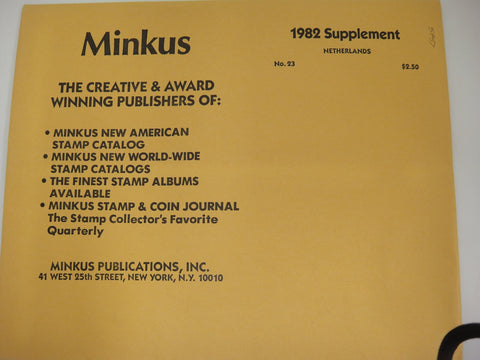 Minkus
1982 Supplement
NETHERLANDS
No. 23
$2.50
THE CREATIVE & AWARD
WINNING PUBLISHERS OF:
• MINKUS NEW AMERICAN
STAMP CATALOG
• MINKUS NEW WORLD-WIDE
STAMP CATALOGS
• THE FINEST STAMP ALBUMS
AVAILABLE
• MINKUS STAMP & COIN JOURNAL
The Stamp Collector's Favorite
Quarterly
MINKUS PUBLICATIONS, INC.
41 WEST 25th STREET, NEW YORK, N.Y. 10010